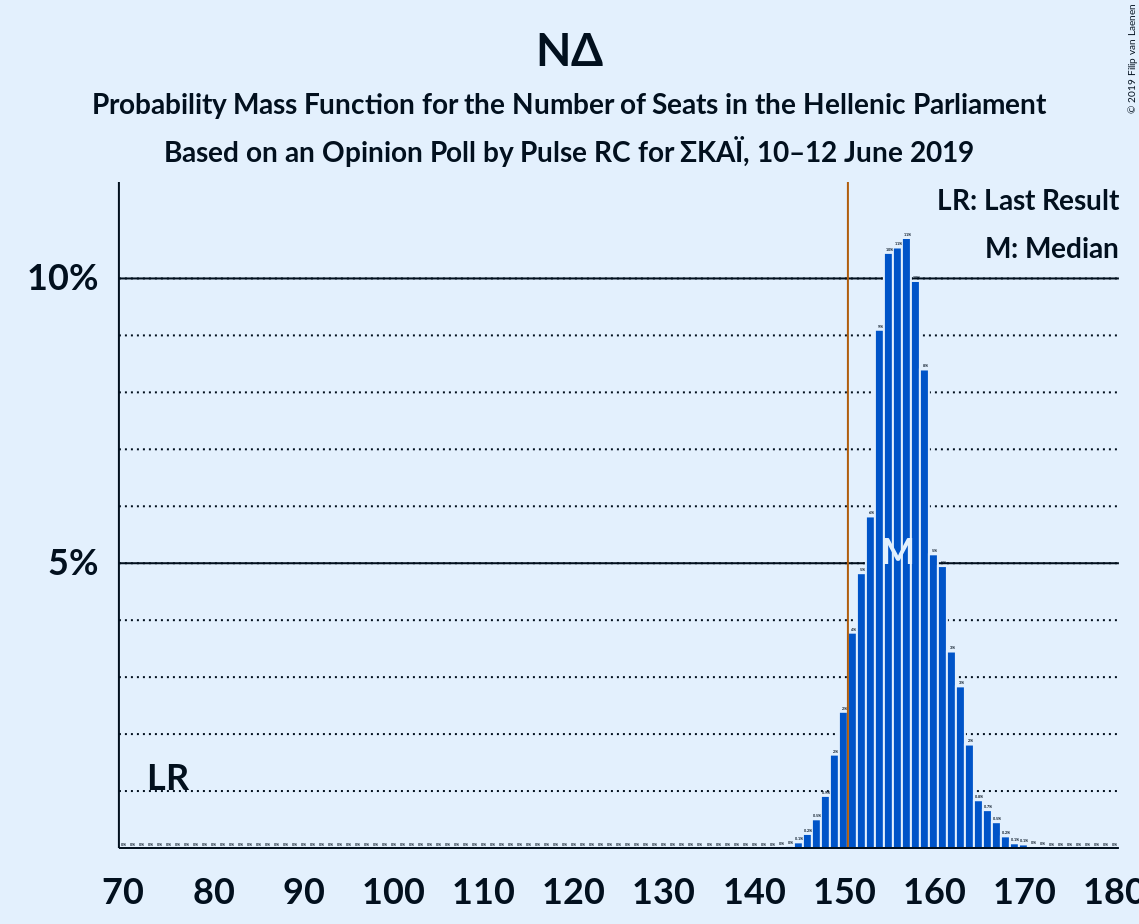 ΝΔ
Probability Mass Function for the Number of Seats in the Hellenic Parliament
Based on an Opinion Poll by Pulse RC for ΣΚΑΪ, 10–12 June 2019
© 2019 Filip van Laenen
LR: Last Result
M: Median
10%
5%
LR
M
70 80 90 100 110 120 130 140 150 160 170 180